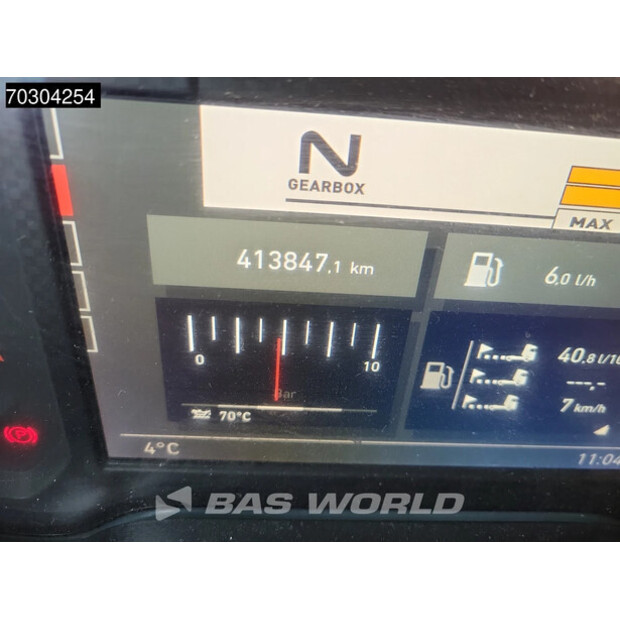 70304254
N
GEARBOX
MAX
413847.1 km
6.0 l/h
0
10
Bar
70°C
40.8 l/10
---,-
7 km/h
4°C
11:04
BAS WORLD